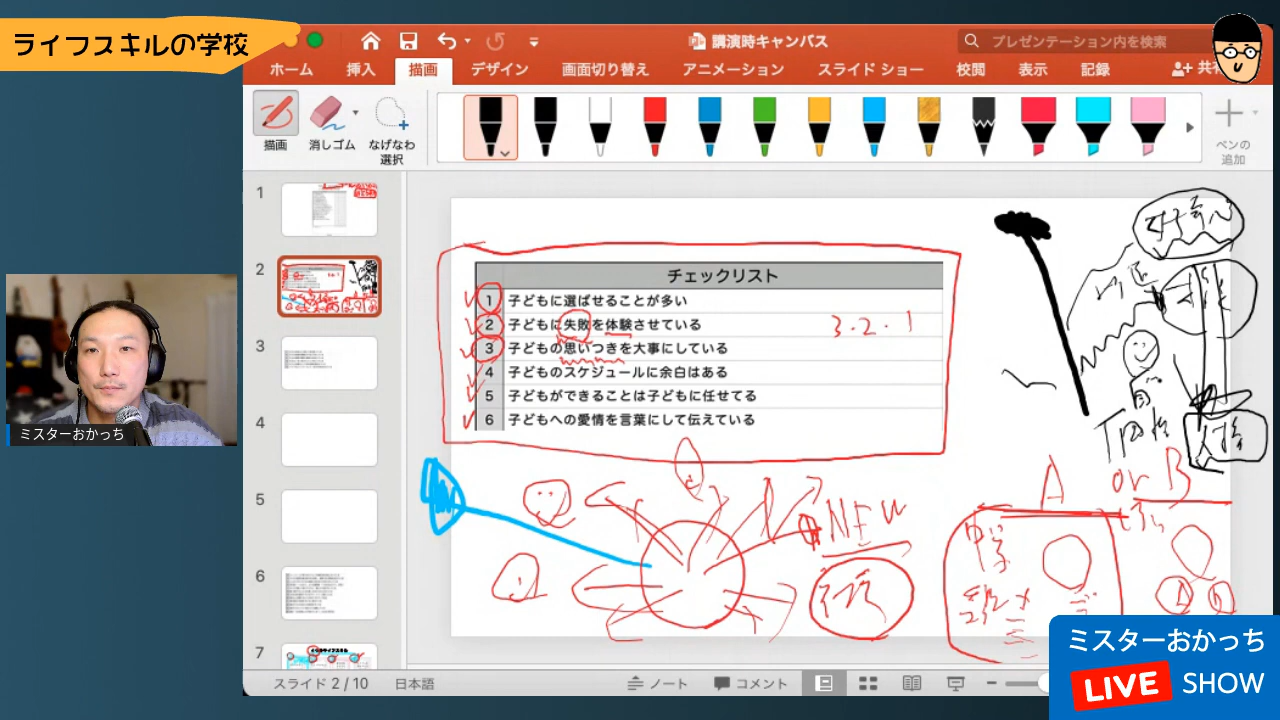 ライフスキルの学校
講演時キャンバス
プレゼンテーション内を検索
ホーム 挿入 描画 デザイン 画面切り替え アニメーション スライド ショー 校閲 表示 記録 共有
描画 消しゴム なげなわ選択 ペンの追加
1
2
3
4
5
6
7
チェックリスト
1 子どもに選ばせることが多い
2 子どもに失敗を体験させている
3 子どもの思いつきを大事にしている
4 子どものスケジュールに余白はある
5 子どもができることは子どもに任せてる
6 子どもへの愛情を言葉にして伝えている
3・2・1
好奇心
NEW
A or B
ミスターおかっち
スライド 2 / 10 日本語 ノート コメント
ミスターおかっち
LIVE SHOW